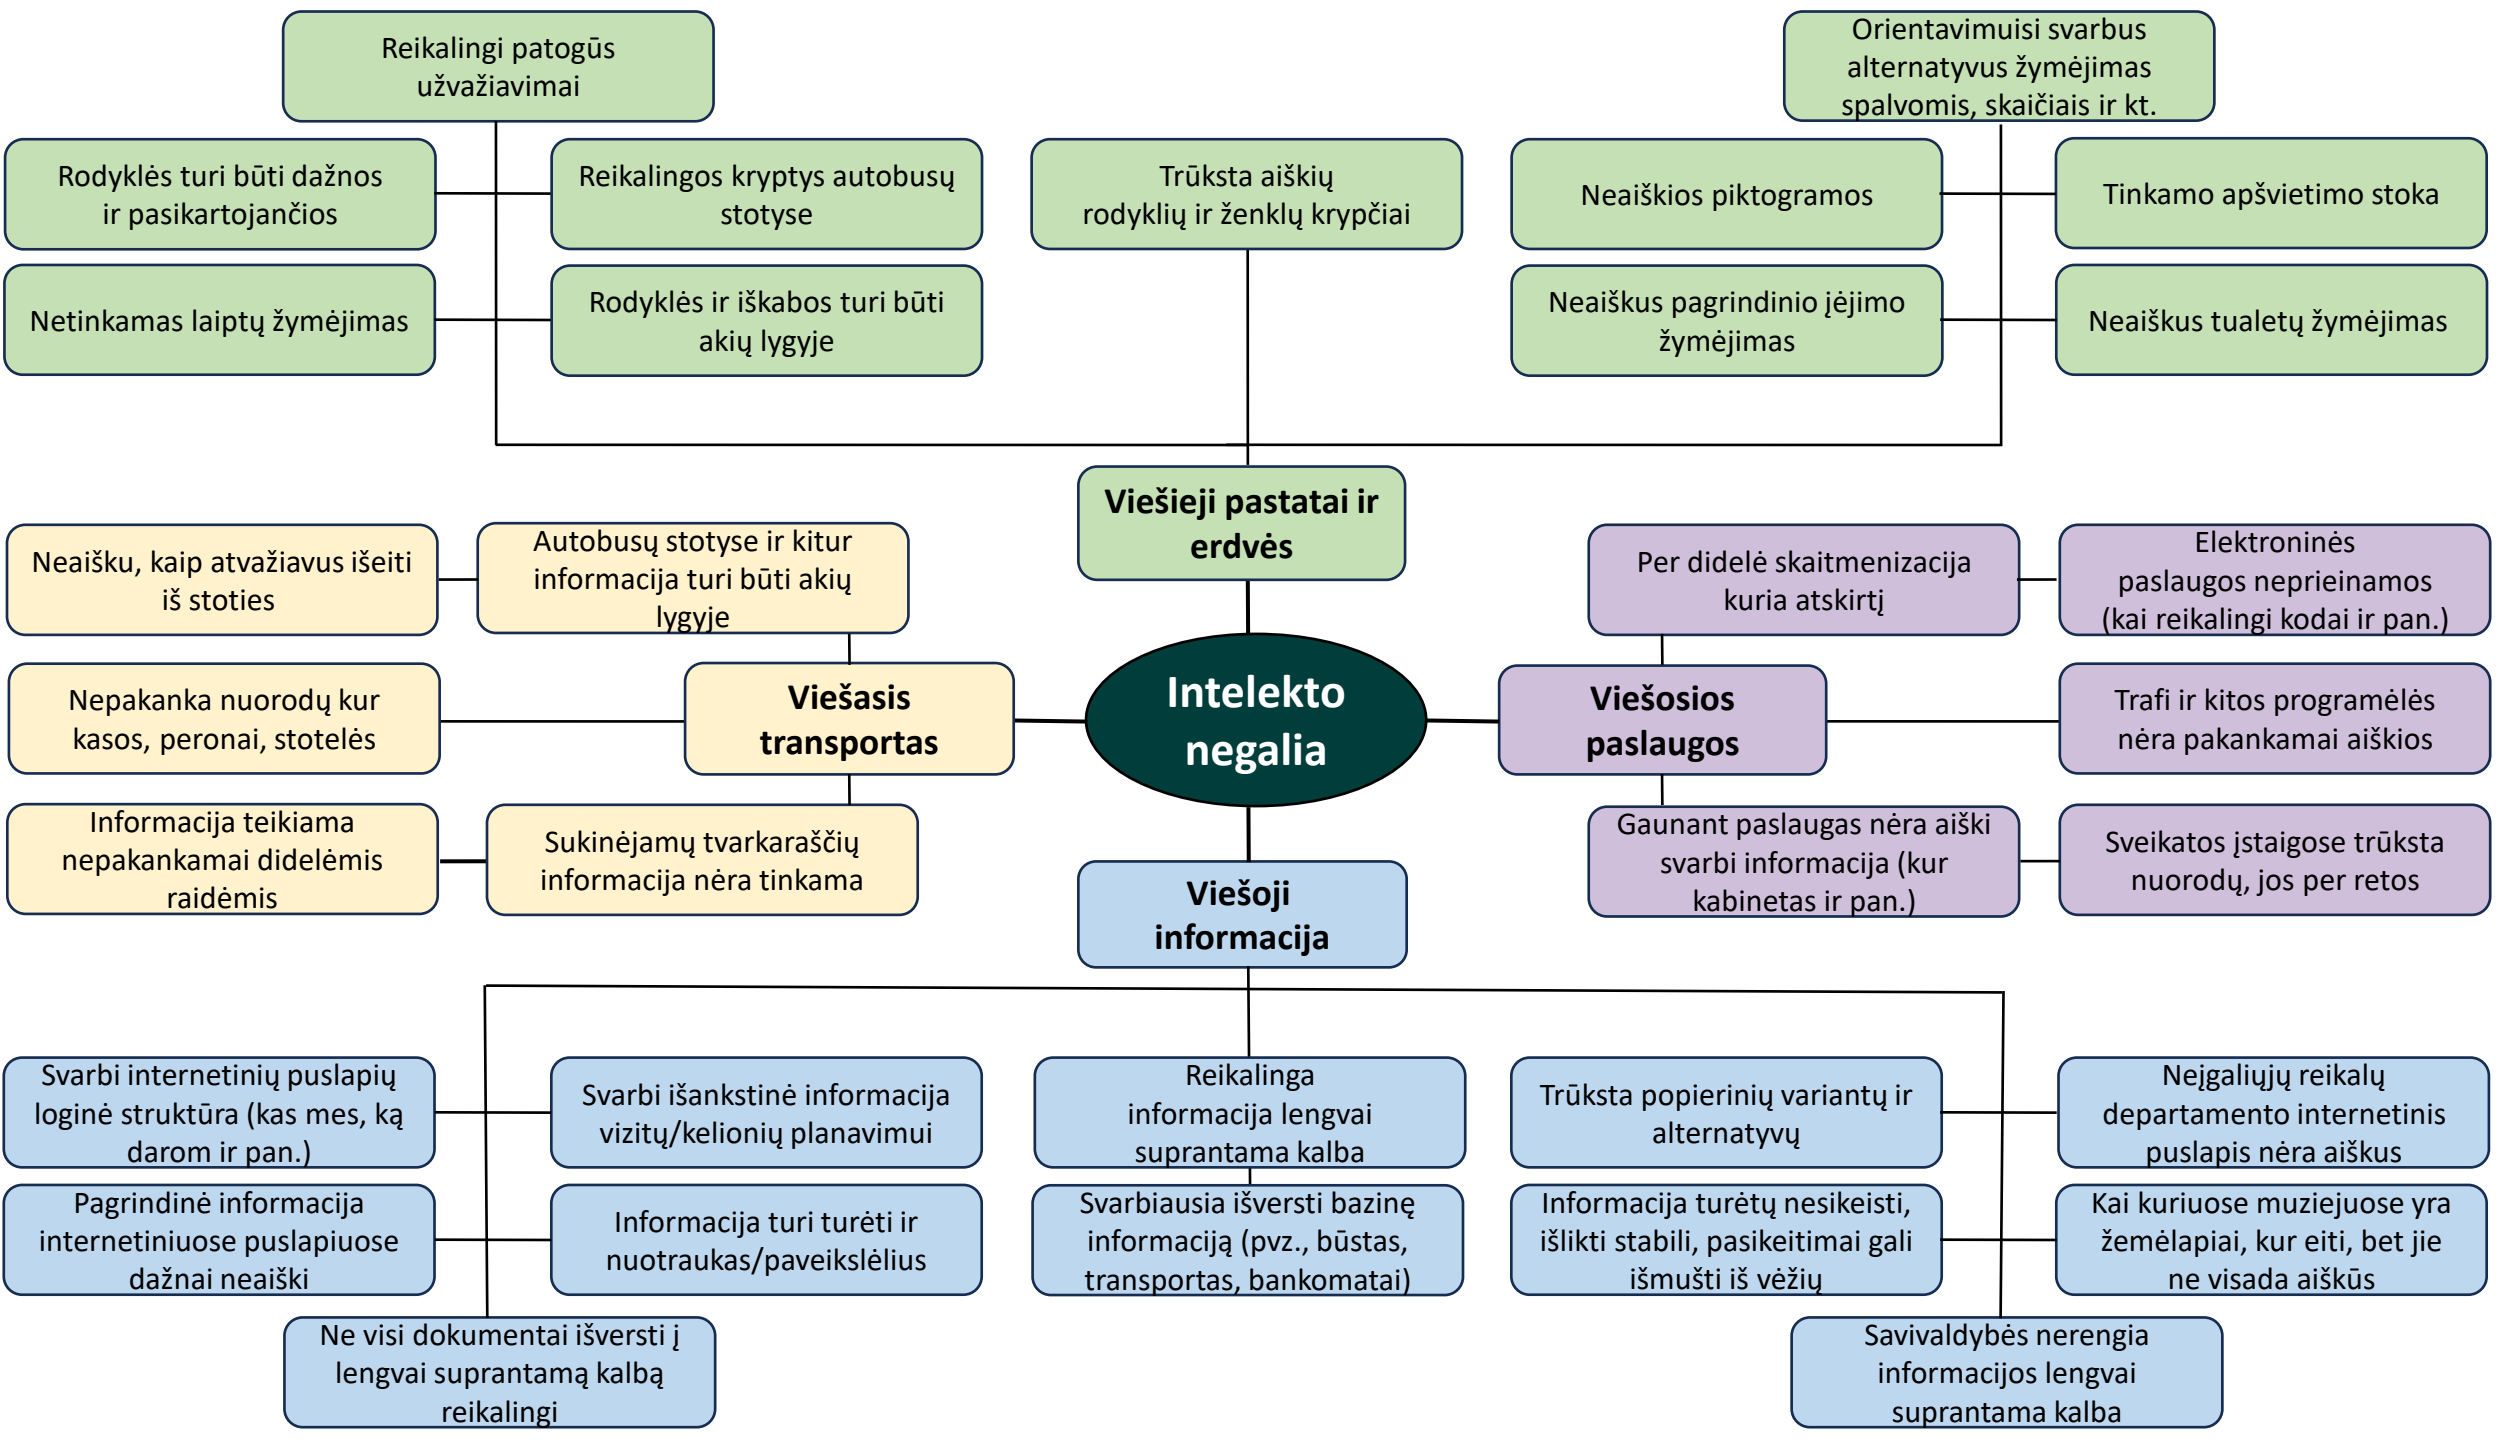 Reikalingi patogūs
užvažiavimai
Orientavimuisi svarbus
alternatyvus žymėjimas
spalvomis, skaičiais ir kt.
Rodyklės turi būti dažnos
ir pasikartojančios
Reikalingos kryptys autobusų
stotyse
Trūksta aiškių
rodyklių ir ženklų krypčiai
Neaiškios piktogramos
Tinkamo apšvietimo stoka
Netinkamas laiptų žymėjimas
Rodyklės ir iškabos turi būti
akių lygyje
Neaiškus pagrindinio įėjimo
žymėjimas
Neaiškus tualetų žymėjimas
Viešieji pastatai ir
erdvės
Neaišku, kaip atvažiavus išeiti
iš stoties
Autobusų stotyse ir kitur
informacija turi būti akių
lygyje
Per didelė skaitmenizacija
kuria atskirtį
Elektroninės
paslaugos neprieinamos
(kai reikalingi kodai ir pan.)
Nepakanka nuorodų kur
kasos, peronai, stotelės
Viešasis
transportas
Intelekto
negalia
Viešosios
paslaugos
Trafi ir kitos programėlės
nėra pakankamai aiškios
Informacija teikiama
nepakankamai didelėmis
raidėmis
Sukinėjamų tvarkaraščių
informacija nėra tinkama
Gaunant paslaugas nėra aiški
svarbi informacija (kur
kabinetas ir pan.)
Sveikatos įstaigose trūksta
nuorodų, jos per retos
Viešoji
informacija
Svarbi internetinių puslapių
loginė struktūra (kas mes, ką
darom ir pan.)
Svarbi išankstinė informacija
vizitų/kelionių planavimui
Reikalinga
informacija lengvai
suprantama kalba
Trūksta popierinių variantų ir
alternatyvų
Neįgaliųjų reikalų
departamento internetinis
puslapis nėra aiškus
Pagrindinė informacija
internetiniuose puslapiuose
dažnai neaiški
Informacija turi turėti ir
nuotraukas/paveikslėlius
Svarbiausia išversti bazinę
informaciją (pvz., būstas,
transportas, bankomatai)
Informacija turėtų nesikeisti,
išlikti stabili, pasikeitimai gali
išmušti iš vėžių
Kai kuriuose muziejuose yra
žemėlapiai, kur eiti, bet jie
ne visada aiškūs
Ne visi dokumentai išversti į
lengvai suprantamą kalbą
reikalingi
Savivaldybės nerengia
informacijos lengvai
suprantama kalba